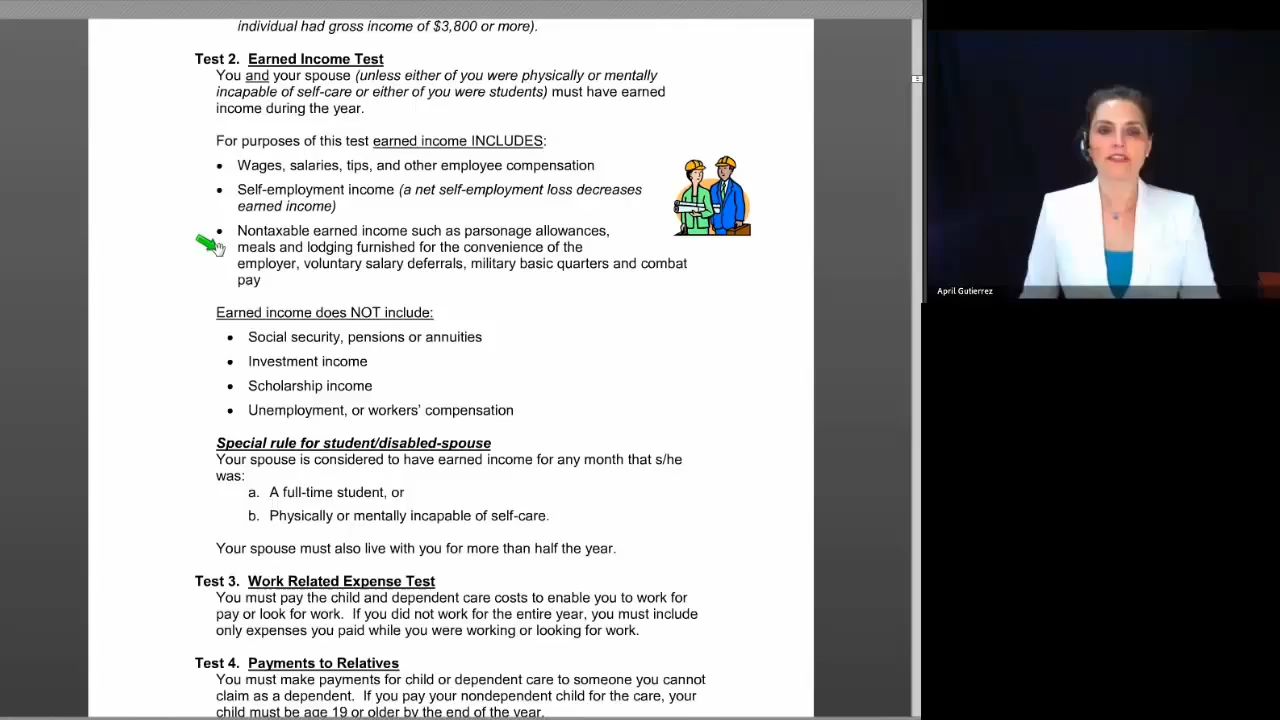 individual had gross income of $3,800 or more).
Test 2. Earned Income Test
You and your spouse (unless either of you were physically or mentally
incapable of self-care or either of you were students) must have earned
income during the year.
For purposes of this test earned income INCLUDES:
• Wages, salaries, tips, and other employee compensation
• Self-employment income (a net self-employment loss decreases
earned income)
• Nontaxable earned income such as parsonage allowances,
meals and lodging furnished for the convenience of the
employer, voluntary salary deferrals, military basic quarters and combat
pay
Earned income does NOT include:
• Social security, pensions or annuities
• Investment income
• Scholarship income
• Unemployment, or workers' compensation
Special rule for student/disabled-spouse
Your spouse is considered to have earned income for any month that s/he
was:
a. A full-time student, or
b. Physically or mentally incapable of self-care.
Your spouse must also live with you for more than half the year.
Test 3. Work Related Expense Test
You must pay the child and dependent care costs to enable you to work for
pay or look for work. If you did not work for the entire year, you must include
only expenses you paid while you were working or looking for work.
Test 4. Payments to Relatives
You must make payments for child or dependent care to someone you cannot
claim as a dependent. If you pay your nondependent child for the care, your
child must be age 19 or older by the end of the year.
April Gutierrez